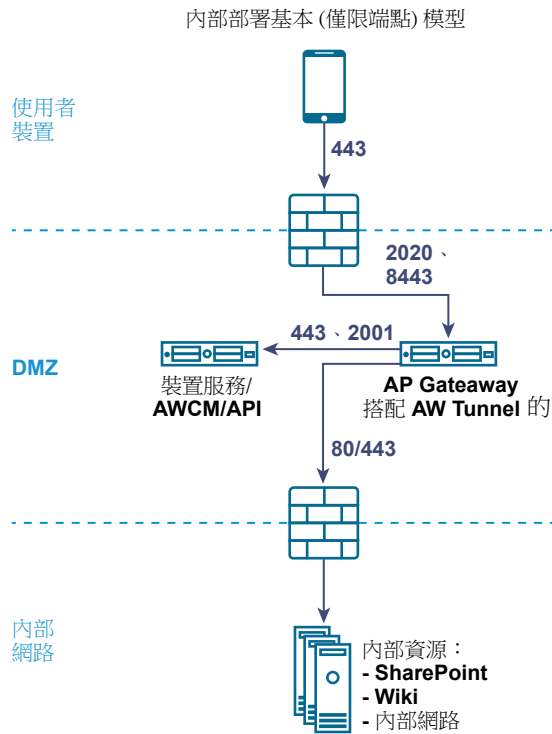 內部部署基本 (僅限端點) 模型
使用者
裝置
443
2020、
8443
443、2001
DMZ
裝置服務/
AWCM/API
AP Gateaway
搭配 AW Tunnel 的
80/443
內部
網路
內部資源：
- SharePoint
- Wiki
- 內部網路